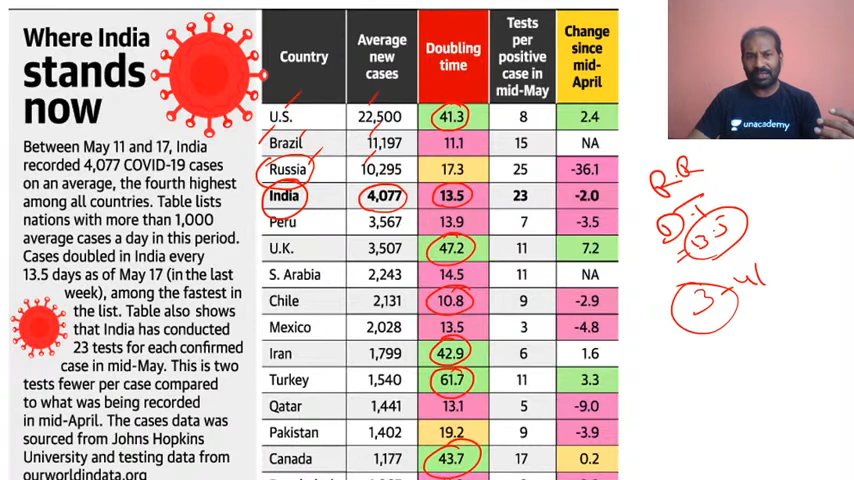 Where India
stands
now
Between May 11 and 17, India
recorded 4,077 COVID-19 cases
on an average, the fourth highest
among all countries. Table lists
nations with more than 1,000
average cases a day in this period.
Cases doubled in India every
13.5 days as of May 17 (in the last
week), among the fastest in
the list. Table also shows
that India has conducted
23 tests for each confirmed
case in mid-May. This is two
tests fewer per case compared
to what was being recorded
in mid-April. The cases data was
sourced from Johns Hopkins
University and testing data from
ourworldindata.org
Country Average new cases Doubling time Tests per positive case in mid-May Change since mid-April
U.S. 22,500 41.3 8 2.4
Brazil 11,197 11.1 15 NA
Russia 10,295 17.3 25 -36.1
India 4,077 13.5 23 -2.0
Peru 3,567 13.9 7 -3.5
U.K. 3,507 47.2 11 7.2
S. Arabia 2,243 14.5 11 NA
Chile 2,131 10.8 9 -2.9
Mexico 2,028 13.5 3 -4.8
Iran 1,799 42.9 6 1.6
Turkey 1,540 61.7 11 3.3
Qatar 1,441 13.1 5 -9.0
Pakistan 1,402 19.2 9 -3.9
Canada 1,177 43.7 17 0.2
unacademy
R.R
13.5
3